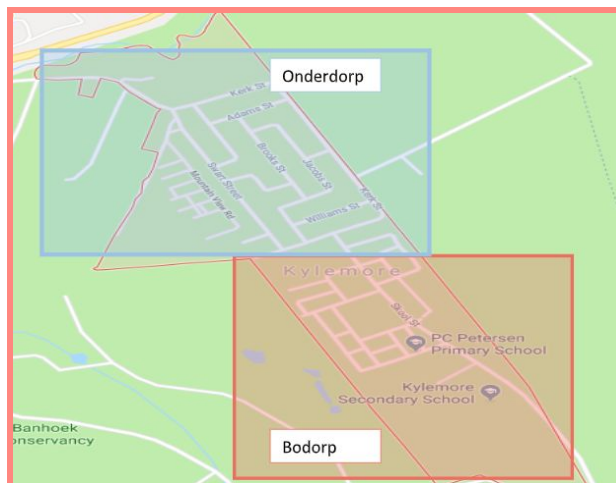 Onderdorp
Kerk St
Adams St
Brooks St
Jacobs St
Swart Street
Mountain View Rd
Williams St
Kerk St
Kylemore
Skool St
PC Petersen
Primary School
Kylemore
Secondary School
Banhoek
onservancy
Bodorp